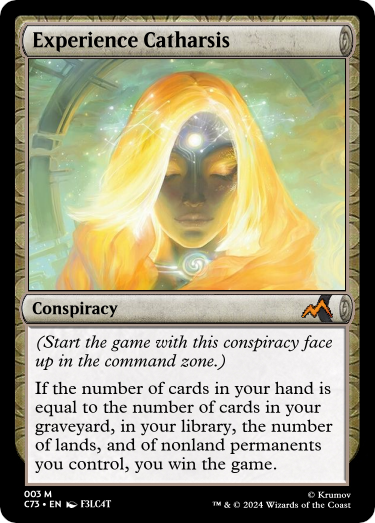 Experience Catharsis
Conspiracy
(Start the game with this conspiracy face
up in the command zone.)
If the number of cards in your hand is
equal to the number of cards in your
graveyard, in your library, the number
of lands, and of nonland permanents
you control, you win the game.
003 M
C73 • EN F3LC4T
© Krumov
™ & © 2024 Wizards of the Coast